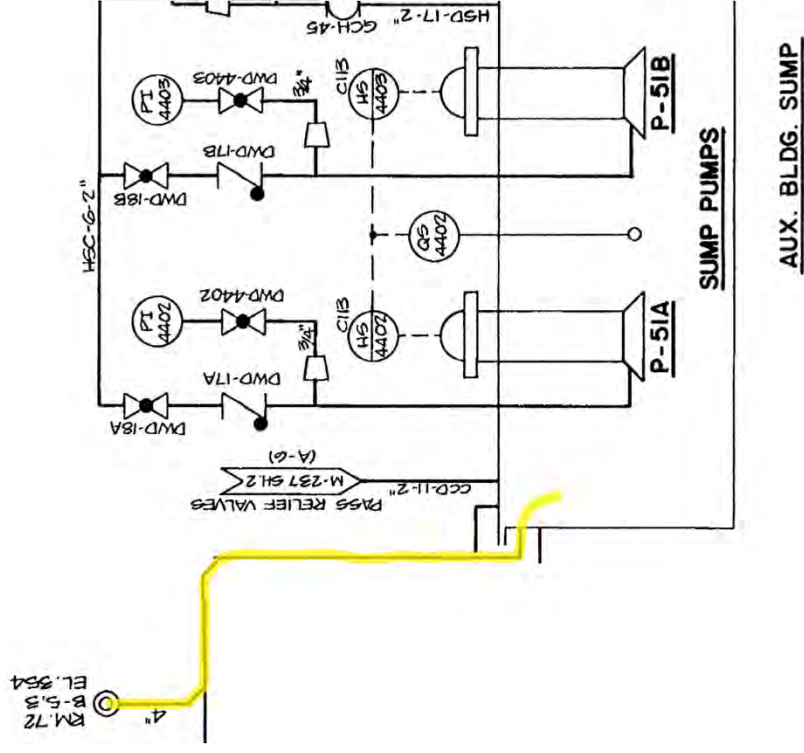 HSD-17-2"
GCH-45
PI
4403
DWD-4403
3/4"
C113
HS
4403
P-51B
DWD-17B
DWD-18B
HSC-6-2"
QS
4402
SUMP PUMPS
AUX. BLDG. SUMP
PI
4402
DWD-4402
3/4"
C113
HS
4402
P-51A
DWD-17A
DWD-18A
(A-6)
M-237 SH.2
CCD-11-2"
PASS RELIEF VALVES
RM.72
B-5.3
EL.354
4"